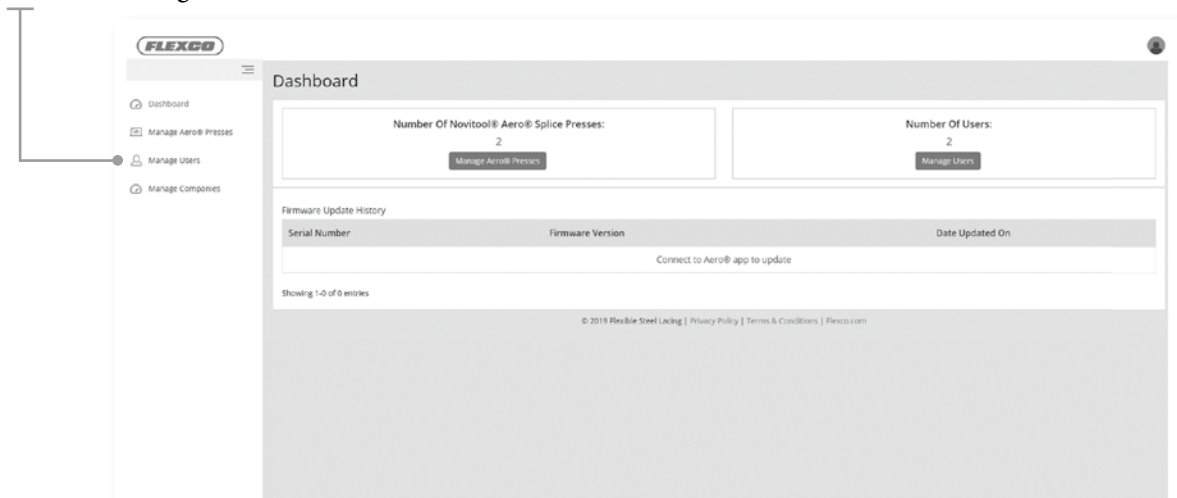 FLEXCO
Dashboard
Dashboard
Manage Aero® Presses
Manage Users
Manage Companies
Number Of Novitool® Aero® Splice Presses:
2
Manage Aero® Presses
Number Of Users:
2
Manage Users
Firmware Update History
Serial Number Firmware Version Date Updated On
Connect to Aero® app to update
Showing 1-0 of 0 entries
© 2019 Flexible Steel Lacing | Privacy Policy | Terms & Conditions | Flexco.com